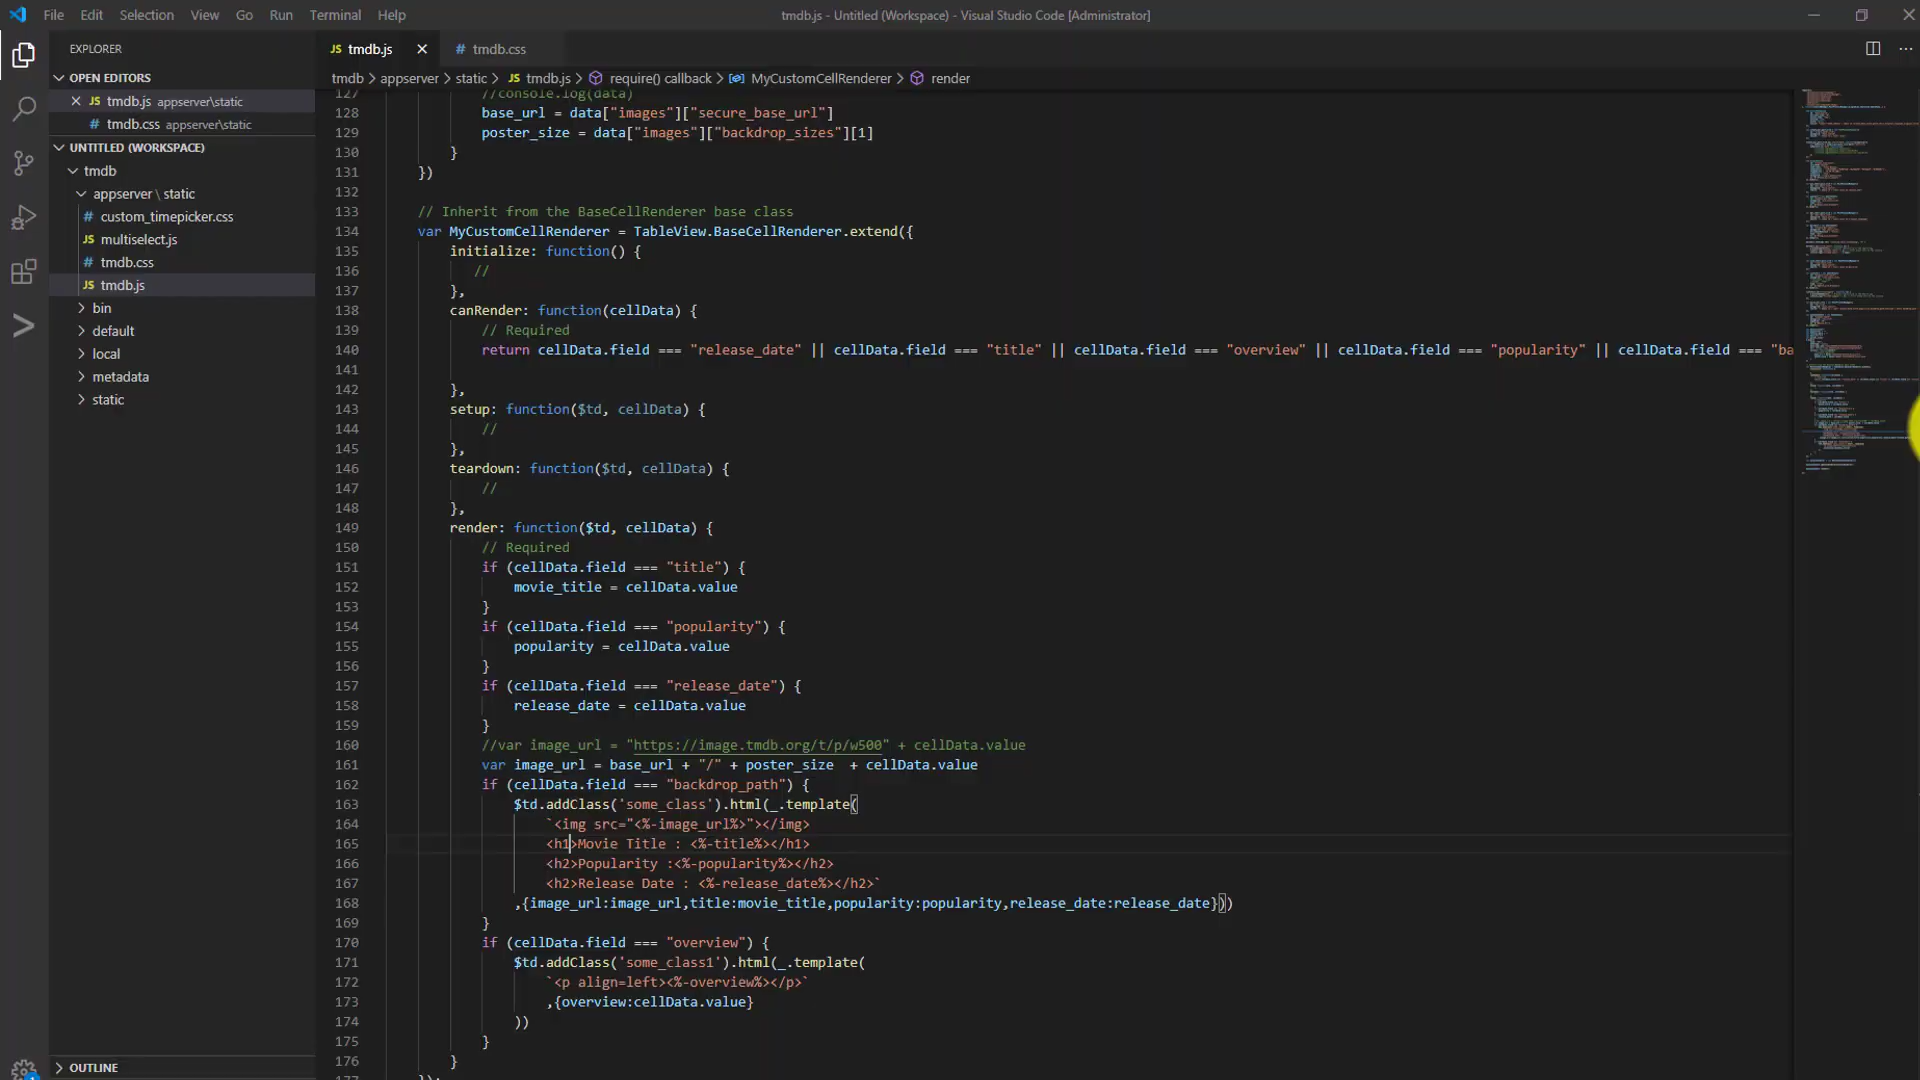 File Edit Selection View Go Run Terminal Help tmdb.js - Untitled (Workspace) - Visual Studio Code [Administrator]
EXPLORER
OPEN EDITORS
JS tmdb.js appserver\static
# tmdb.css appserver\static
UNTITLED (WORKSPACE)
tmdb
appserver \ static
# custom_timepicker.css
JS multiselect.js
# tmdb.css
JS tmdb.js
bin
default
local
metadata
static
OUTLINE
JS tmdb.js # tmdb.css
tmdb > appserver > static > JS tmdb.js > require() callback > MyCustomCellRenderer > render
127 //console.log(data)
128 base_url = data["images"]["secure_base_url"]
129 poster_size = data["images"]["backdrop_sizes"][1]
130 }
131 })
132
133 // Inherit from the BaseCellRenderer base class
134 var MyCustomCellRenderer = TableView.BaseCellRenderer.extend({
135 initialize: function() {
136 //
137 },
138 canRender: function(cellData) {
139 // Required
140 return cellData.field === "release_date" || cellData.field === "title" || cellData.field === "overview" || cellData.field === "popularity" || cellData.field === "ba
141
142 },
143 setup: function($td, cellData) {
144 //
145 },
146 teardown: function($td, cellData) {
147 //
148 },
149 render: function($td, cellData) {
150 // Required
151 if (cellData.field === "title") {
152 movie_title = cellData.value
153 }
154 if (cellData.field === "popularity") {
155 popularity = cellData.value
156 }
157 if (cellData.field === "release_date") {
158 release_date = cellData.value
159 }
160 //var image_url = "https://image.tmdb.org/t/p/w500" + cellData.value
161 var image_url = base_url + "/" + poster_size + cellData.value
162 if (cellData.field === "backdrop_path") {
163 $td.addClass('some_class').html(_.template(
164 `<img src="<%-image_url%>"></img>
165 <h1>Movie Title : <%-title%></h1>
166 <h2>Popularity :<%-popularity%></h2>
167 <h2>Release Date : <%-release_date%></h2>`
168 ,{image_url:image_url,title:movie_title,popularity:popularity,release_date:release_date}))
169 }
170 if (cellData.field === "overview") {
171 $td.addClass('some_class1').html(_.template(
172 `<p align=left><%-overview%></p>`
173 ,{overview:cellData.value}
174 ))
175 }
176 }
177 });